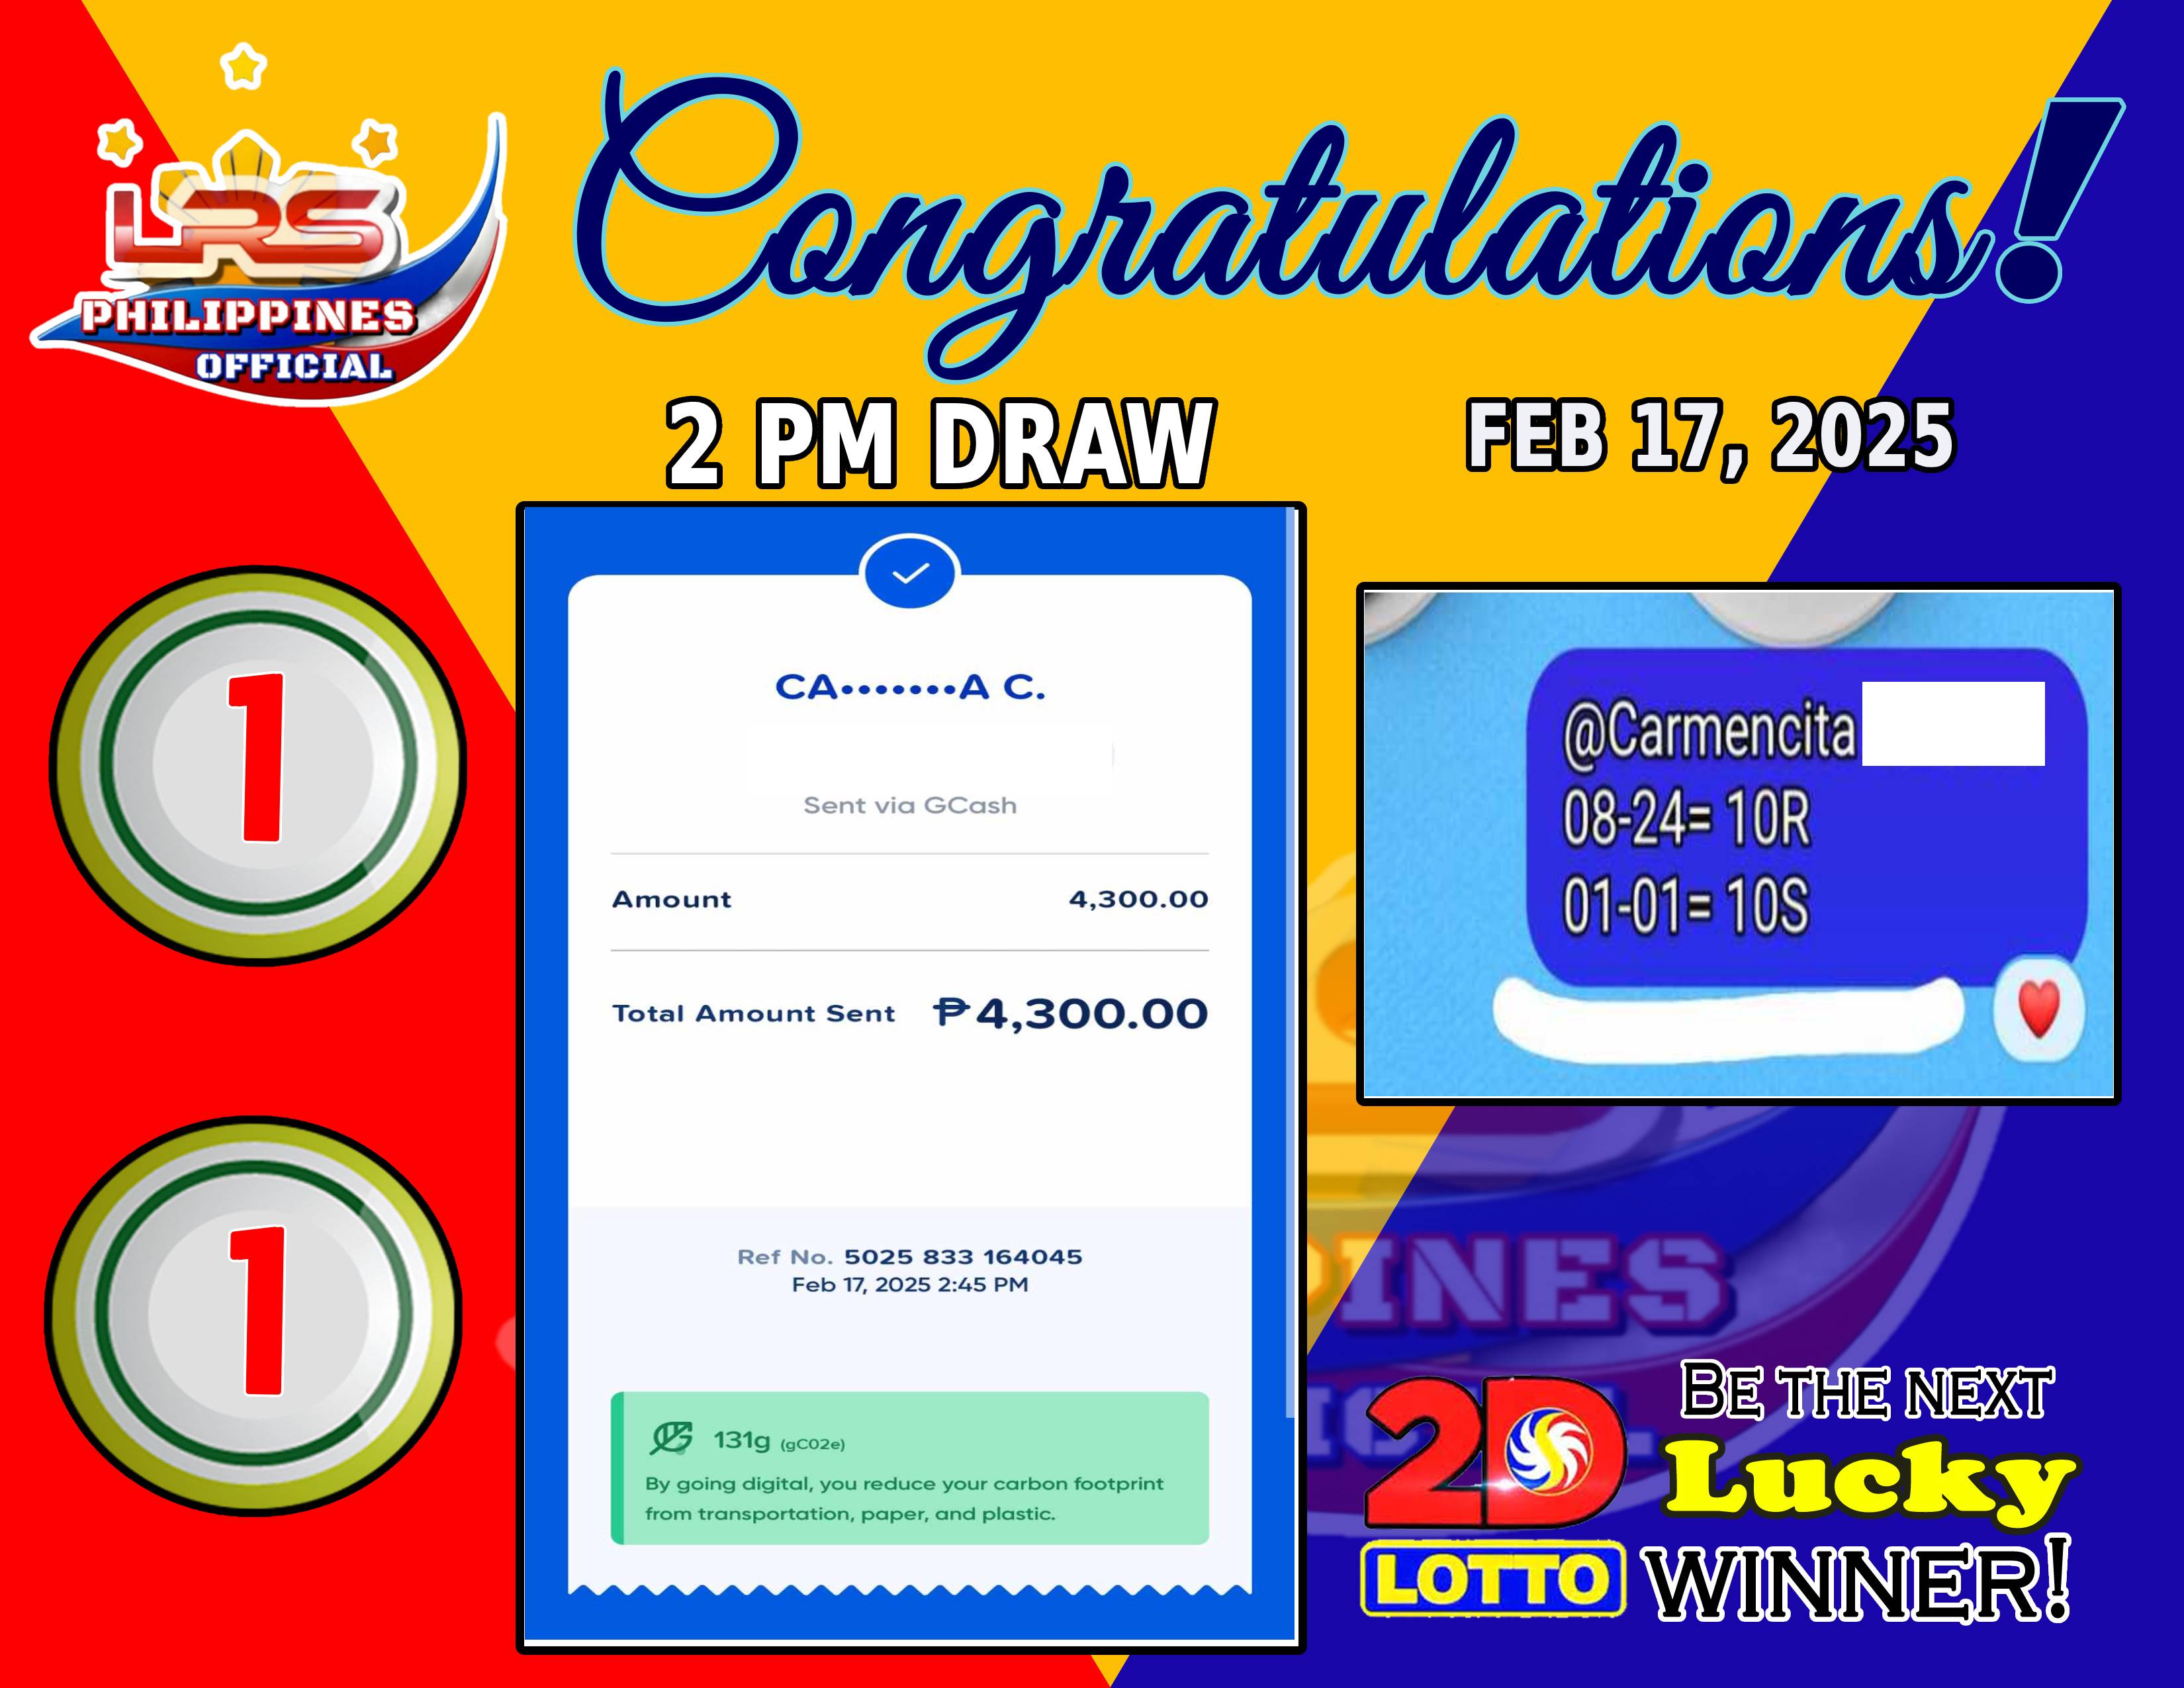 LRS
PHILIPPINES
OFFICIAL
Congratulations!
2 PM DRAW
FEB 17, 2025
1
1
CA•••••••A C.
Sent via GCash
Amount 4,300.00
Total Amount Sent ₱4,300.00
Ref No. 5025 833 164045
Feb 17, 2025 2:45 PM
131g (gCO2e)
By going digital, you reduce your carbon footprint
from transportation, paper, and plastic.
@Carmencita
08-24= 10R
01-01= 10S
PINES
2D
LOTTO
BE THE NEXT
Lucky
WINNER!